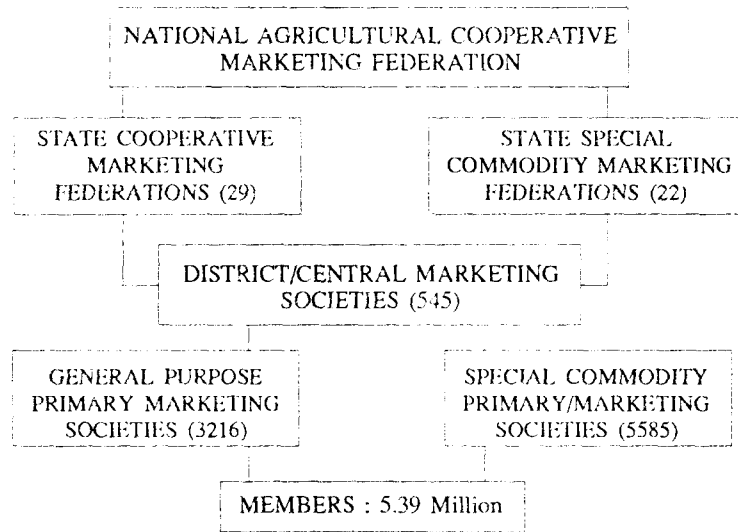 NATIONAL AGRICULTURAL COOPERATIVE
MARKETING FEDERATION
STATE COOPERATIVE
MARKETING
FEDERATIONS (29)
STATE SPECIAL
COMMODITY MARKETING
FEDERATIONS (22)
DISTRICT/CENTRAL MARKETING
SOCIETIES (545)
GENERAL PURPOSE
PRIMARY MARKETING
SOCIETIES (3216)
SPECIAL COMMODITY
PRIMARY/MARKETING
SOCIETIES (5585)
MEMBERS : 5.39 Million